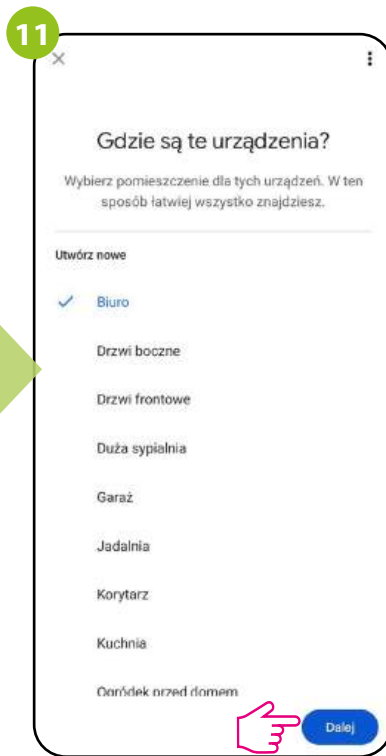 11
Gdzie są te urządzenia?
Wybierz pomieszczenie dla tych urządzeń. W ten
sposób łatwiej wszystko znajdziesz.
Utwórz nowe
Biuro
Drzwi boczne
Drzwi frontowe
Duża sypialnia
Garaż
Jadalnia
Korytarz
Kuchnia
Ogródek przed domem
Dalej